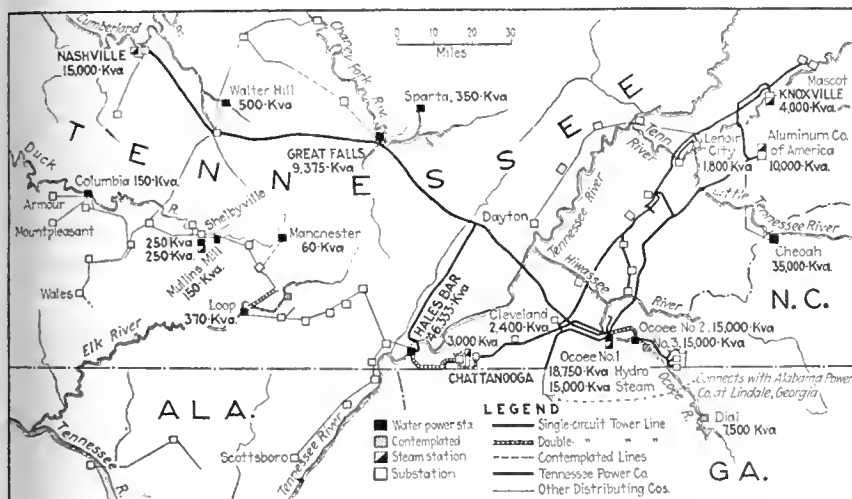 Cumberland
R.
NASHVILLE
15,000-Kva
Caney Fork
Riv.
0 10 20 30
Miles
Walter Hill
500-Kva
Sparta, 350-Kva
Mascot
KNOXVILLE
4,000-Kva
TENNESSEE
Tenn.
River
Lenoir
City
1,800 Kva
Aluminum Co.
of America
10,000-Kva.
GREAT FALLS
9,375-Kva
Duck
R.
Columbia 150 Kva.
Armour
Mountpleasant
Shelbyville
250 Kva
250 Kva.
Mullins Mill
150 Kva.
Manchester
60-Kva
Dayton
Tennessee River
Little Tennessee River
Cheoah
35,000-Kva.
Hiwassee
River
N.C.
Wales
Loop
370-Kva.
Elk River
HALES BAR
46,333-Kva
Cleveland
2,400-Kva
3,000 Kva
CHATTANOOGA
Ocoee No. 2, 15,000-Kva
No. 3, 15,000-Kva
Ocoee No.1
18,750-Kva Hydro
15,000-Kva Steam
Ocoee R.
Connects with Alabama Power
Co. at Lindale, Georgia
Dial
7,500 Kva
ALA.
Scottsboro
Tennessee River
Tennessee
R.
GA.
LEGEND
Water power sta.
Contemplated
Steam station
Substation
Single-circuit Tower Line
Double- " " "
Contemplated Lines
Tennessee Power Co.
Other Distributing Cos.